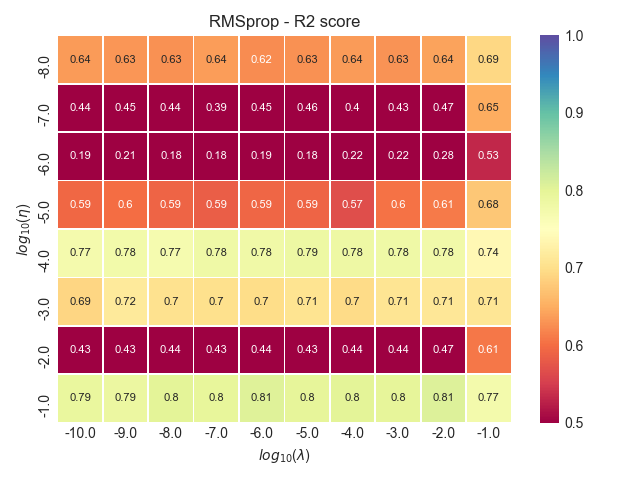 RMSprop - R2 score
-8.0 0.64 0.63 0.63 0.64 0.62 0.63 0.64 0.63 0.64 0.69
-7.0 0.44 0.45 0.44 0.39 0.45 0.46 0.4 0.43 0.47 0.65
-6.0 0.19 0.21 0.18 0.18 0.19 0.18 0.22 0.22 0.28 0.53
-5.0 0.59 0.6 0.59 0.59 0.59 0.59 0.57 0.6 0.61 0.68
-4.0 0.77 0.78 0.77 0.78 0.78 0.79 0.78 0.78 0.78 0.74
-3.0 0.69 0.72 0.7 0.7 0.7 0.71 0.7 0.71 0.71 0.71
-2.0 0.43 0.43 0.44 0.43 0.44 0.43 0.44 0.44 0.47 0.61
-1.0 0.79 0.79 0.8 0.8 0.81 0.8 0.8 0.8 0.81 0.77
-10.0 -9.0 -8.0 -7.0 -6.0 -5.0 -4.0 -3.0 -2.0 -1.0
log₁₀(λ)
log₁₀(η)
1.0
0.9
0.8
0.7
0.6
0.5